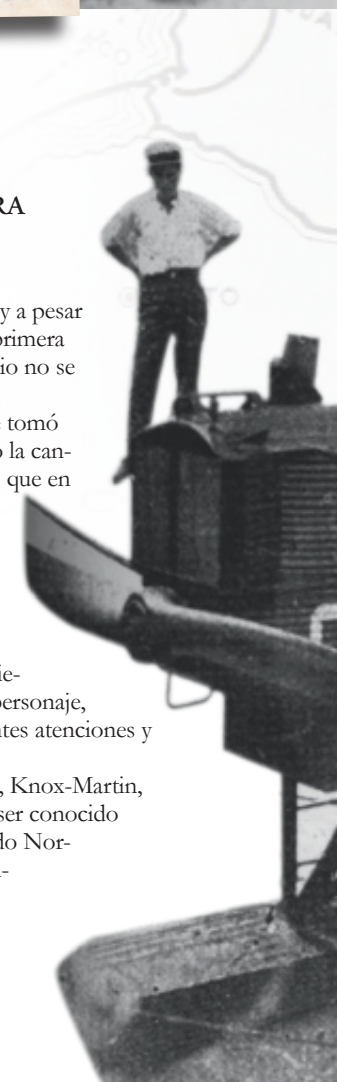 RA
y a pesar
primera
io no se
tomó
o la can-
que en
ie-
personaje,
ntes atenciones y
, Knox-Martin,
ser conocido
do Nor-